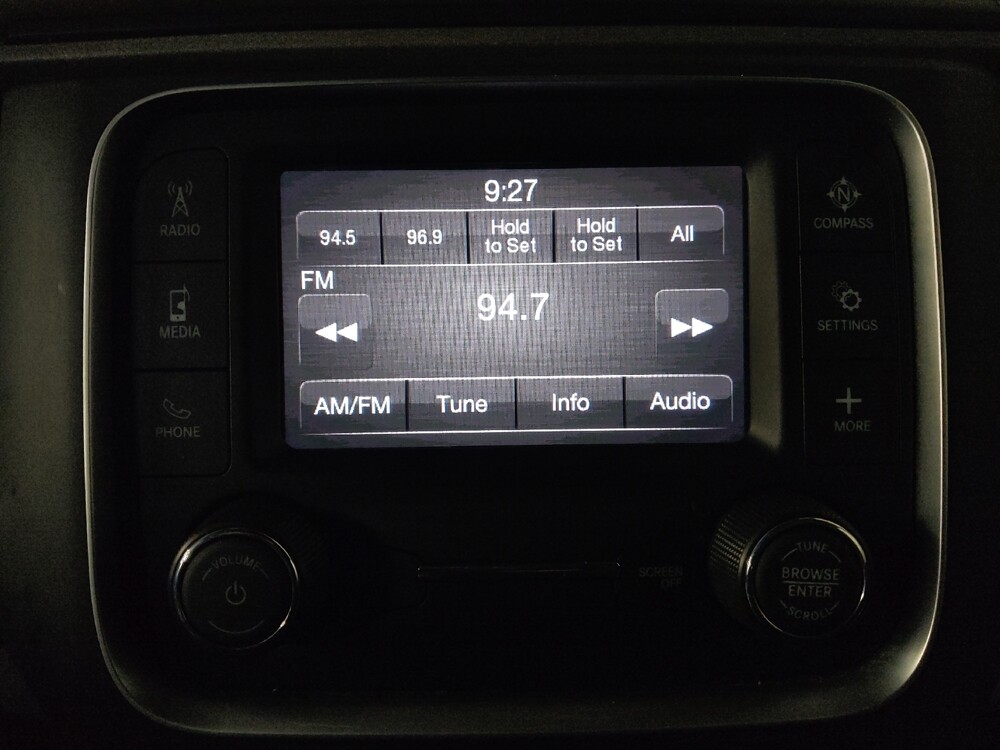 9:27
94.5 96.9 Hold to Set Hold to Set All
FM
94.7
AM/FM Tune Info Audio
RADIO
MEDIA
PHONE
N
COMPASS
SETTINGS
MORE
VOLUME
SCREEN
OFF
TUNE
BROWSE
ENTER
SCROLL